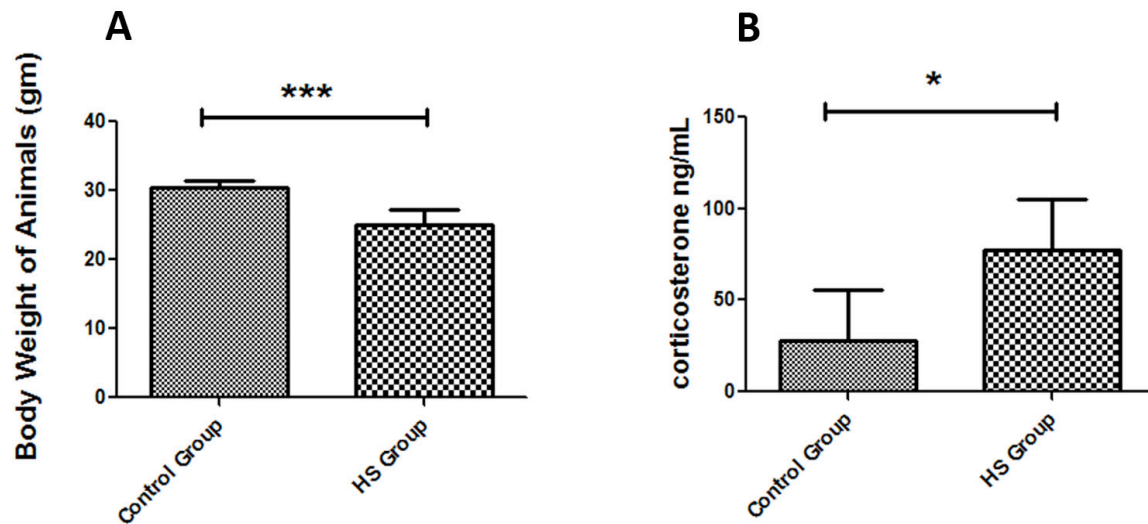 A
Body Weight of Animals (gm)
40
30
20
10
0
***
Control Group
HS Group
B
corticosterone ng/mL
150
100
50
0
*
Control Group
HS Group